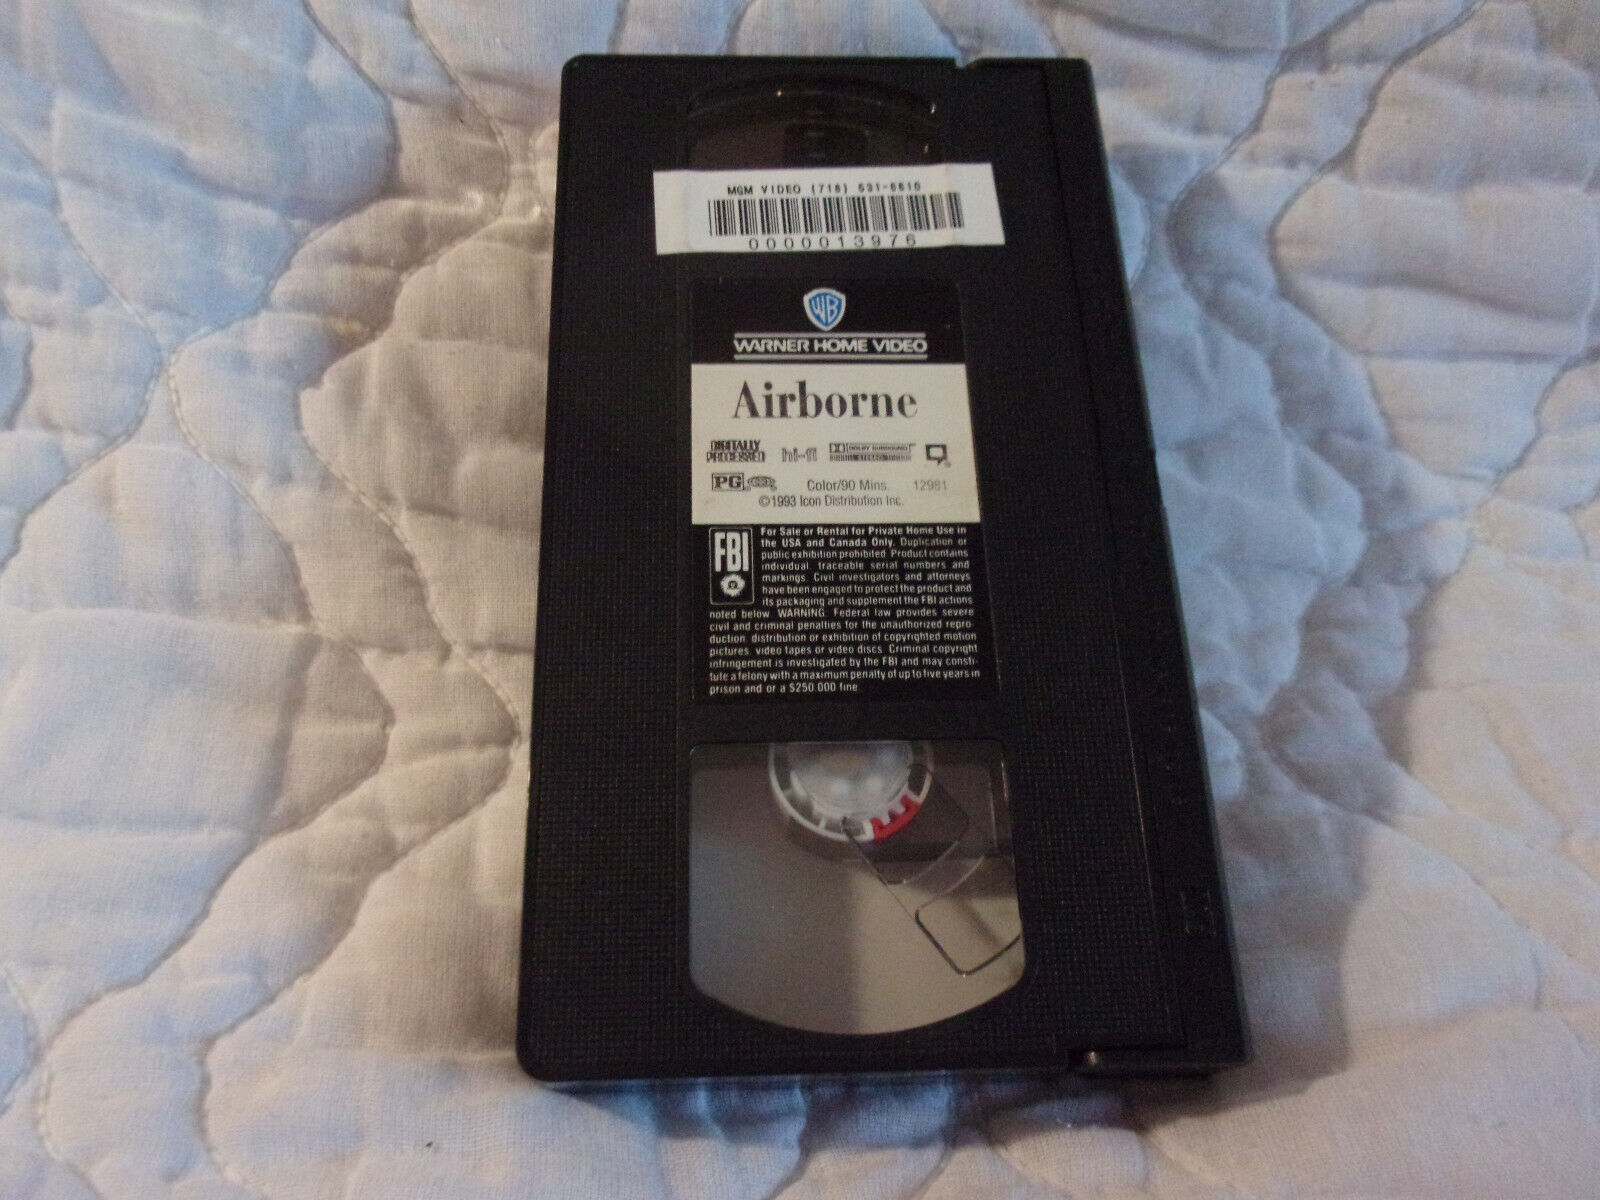 MGM VIDEO (718) 631-6610
0000013976
WB
WARNER HOME VIDEO
Airborne
DIGITALLY PROCESSED hi-fi DOLBY SURROUND STEREO
PG Color/90 Mins. 12981
©1993 Icon Distribution Inc.
FBI
For Sale or Rental for Private Home Use in
the USA and Canada Only. Duplication or
public exhibition prohibited. Product contains
individual, traceable serial numbers and
markings. Civil investigators and attorneys
have been engaged to protect the product and
its packaging and supplement the FBI actions
noted below. WARNING: Federal law provides severe
civil and criminal penalties for the unauthorized repro-
duction, distribution or exhibition of copyrighted motion
pictures, video tapes or video discs. Criminal copyright
infringement is investigated by the FBI and may consti-
tute a felony with a maximum penalty of up to five years in
prison and or a $250,000 fine